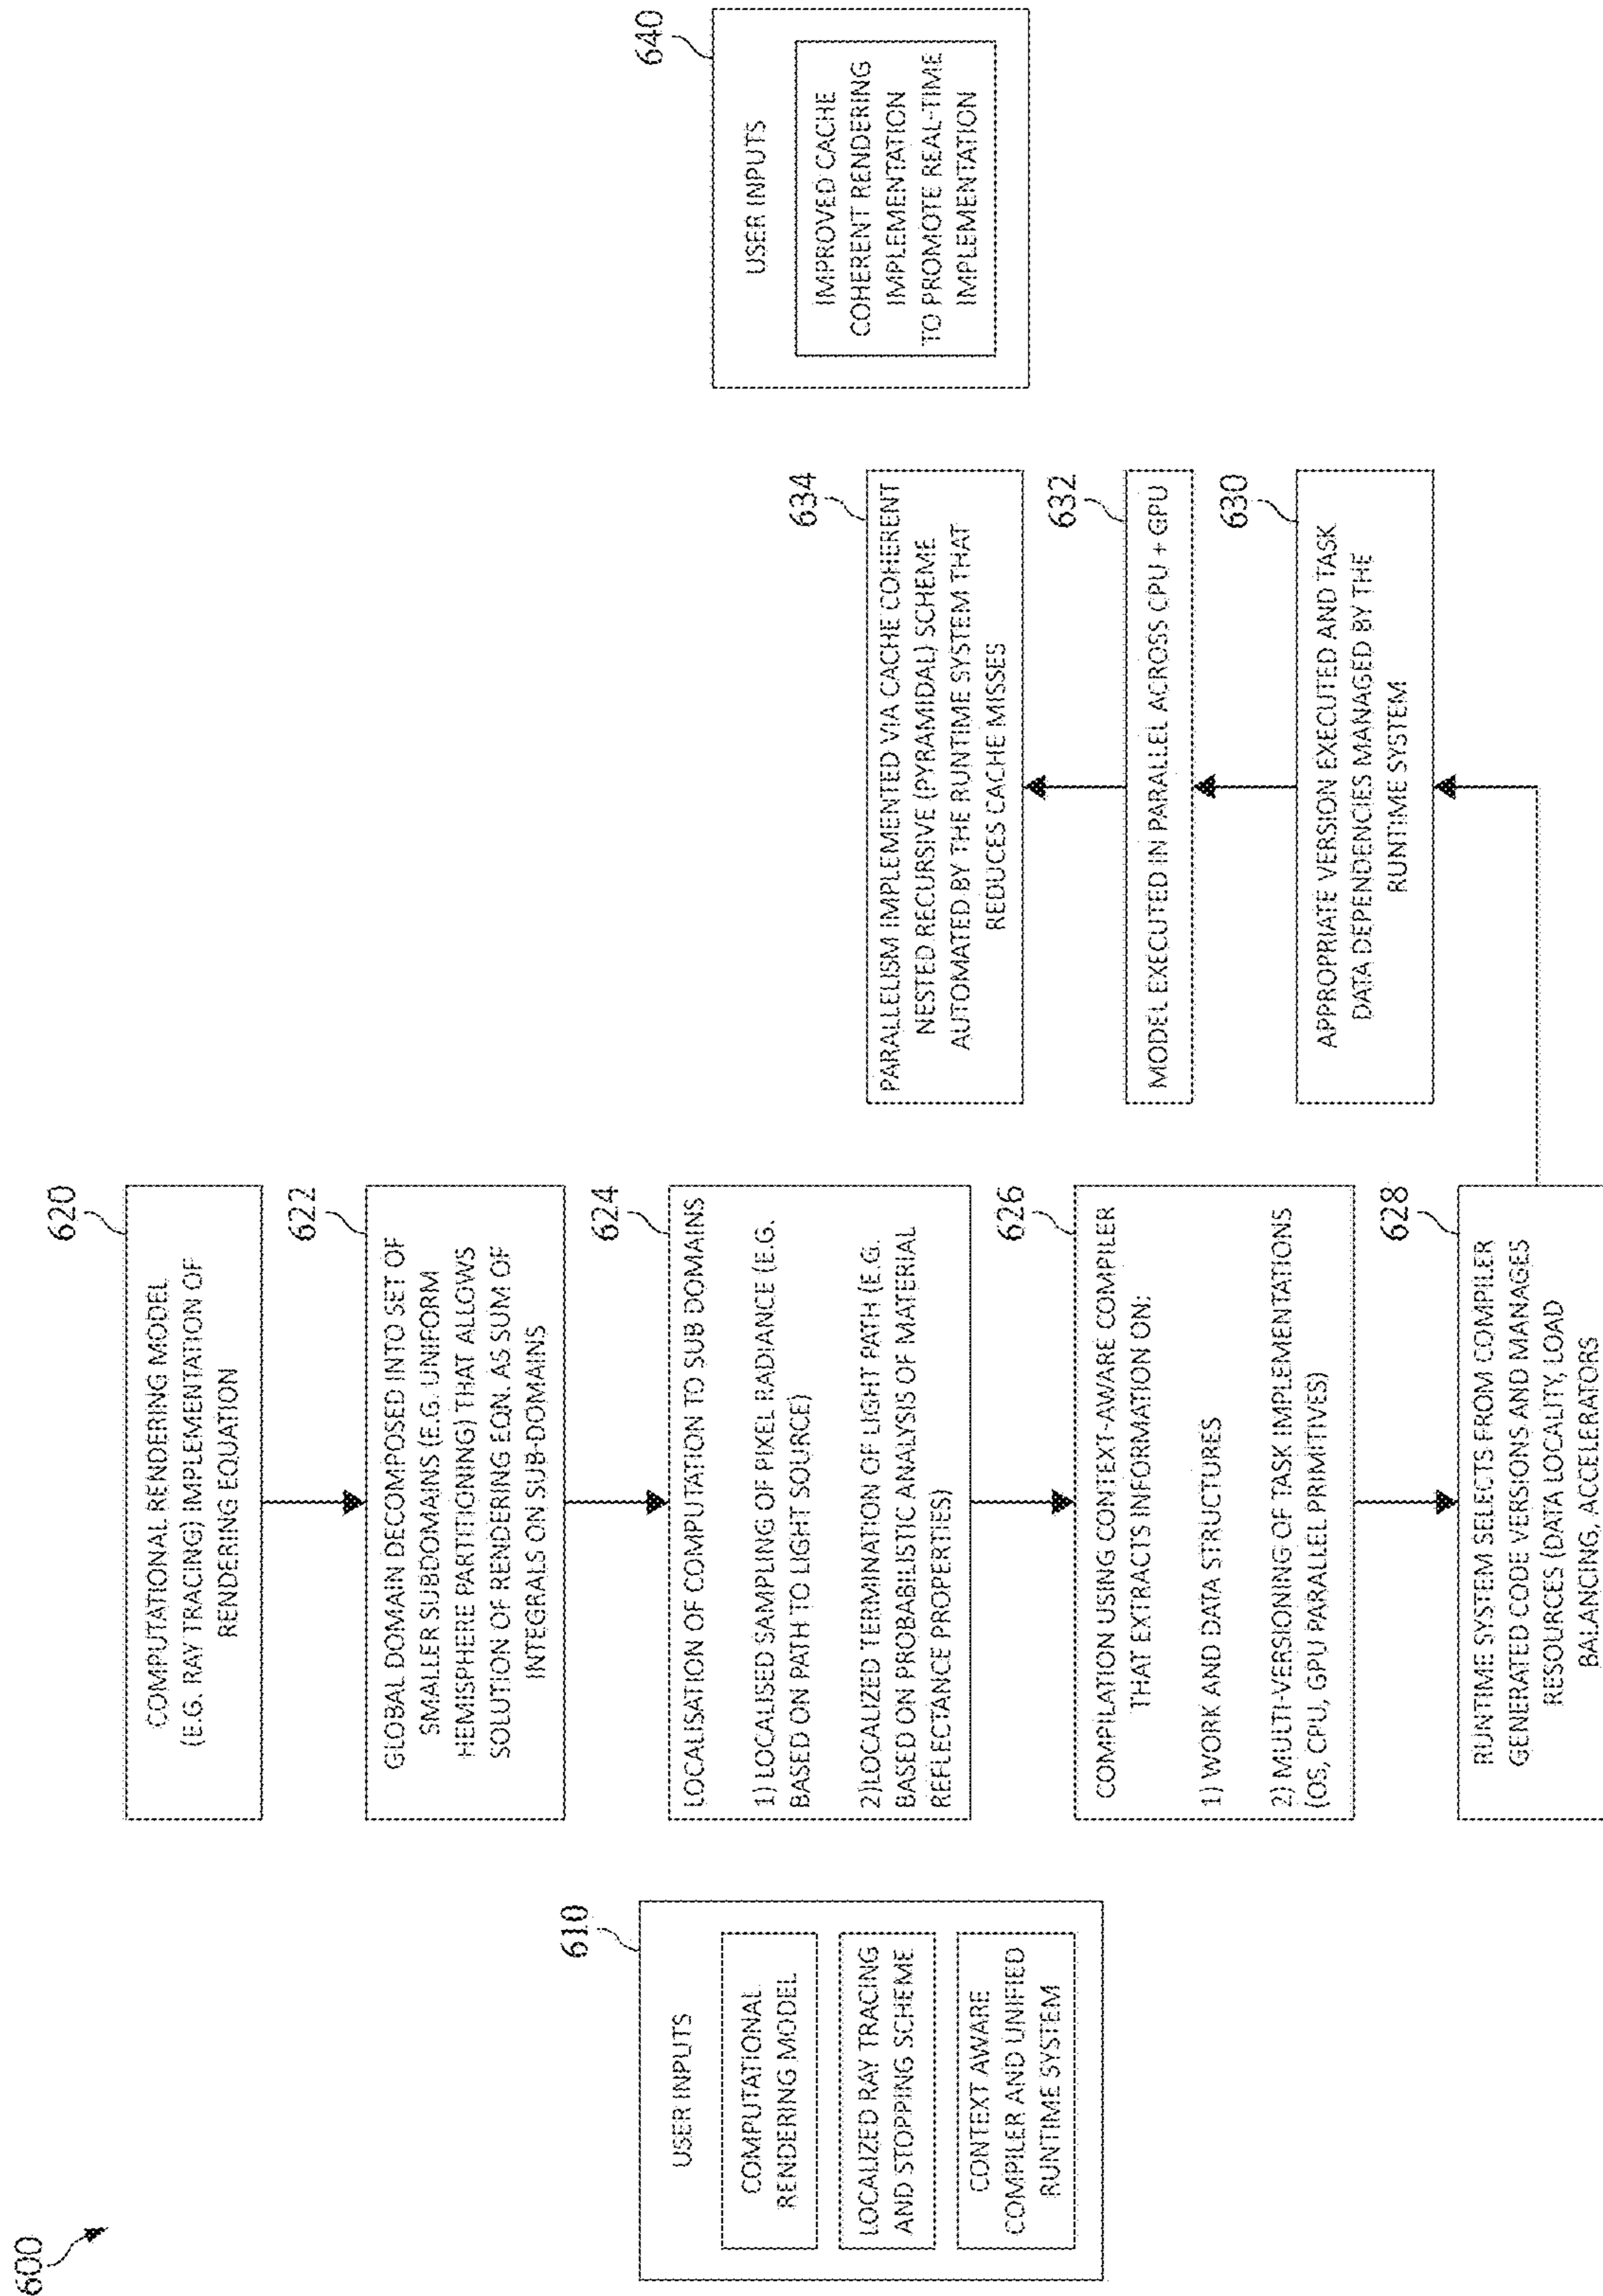 600
610
USER INPUTS
COMPUTATIONAL
RENDERING MODEL
LOCALIZED RAY TRACING
AND STOPPING SCHEME
CONTEXT AWARE
COMPILER AND UNIFIED
RUNTIME SYSTEM
620
COMPUTATIONAL RENDERING MODEL
(E.G. RAY TRACING) IMPLEMENTATION OF
RENDERING EQUATION
622
GLOBAL DOMAIN DECOMPOSED INTO SET OF
SMALLER SUBDOMAINS (E.G. UNIFORM
HEMISPHERE PARTITIONING) THAT ALLOWS
SOLUTION OF RENDERING EQN. AS SUM OF
INTEGRALS ON SUB-DOMAINS
624
LOCALISATION OF COMPUTATION TO SUB DOMAINS
1) LOCALISED SAMPLING OF PIXEL RADIANCE (E.G.
BASED ON PATH TO LIGHT SOURCE)
2)LOCALIZED TERMINATION OF LIGHT PATH (E.G.
BASED ON PROBABILISTIC ANALYSIS OF MATERIAL
REFLECTANCE PROPERTIES)
626
COMPILATION USING CONTEXT-AWARE COMPILER
THAT EXTRACTS INFORMATION ON:
1) WORK AND DATA STRUCTURES
2) MULTI-VERSIONING OF TASK IMPLEMENTATIONS
(OS, CPU, GPU PARALLEL PRIMITIVES)
628
RUNTIME SYSTEM SELECTS FROM COMPILER
GENERATED CODE VERSIONS AND MANAGES
RESOURCES (DATA LOCALITY, LOAD
BALANCING, ACCELERATORS
634
PARALLELISM IMPLEMENTED VIA CACHE COHERENT
NESTED RECURSIVE (PYRAMIDAL) SCHEME
AUTOMATED BY THE RUNTIME SYSTEM THAT
REDUCES CACHE MISSES
632
MODEL EXECUTED IN PARALLEL ACROSS CPU + GPU
630
APPROPRIATE VERSION EXECUTED AND TASK
DATA DEPENDENCIES MANAGED BY THE
RUNTIME SYSTEM
640
USER INPUTS
IMPROVED CACHE
COHERENT RENDERING
IMPLEMENTATION
TO PROMOTE REAL-TIME
IMPLEMENTATION